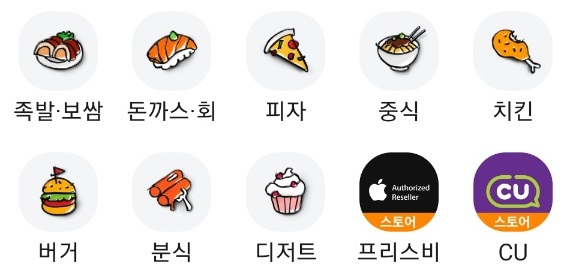 족발·보쌈 돈까스·회 피자 중식 치킨
Authorized
Reseller
CU
스토어 스토어
버거 분식 디저트 프리스비 CU